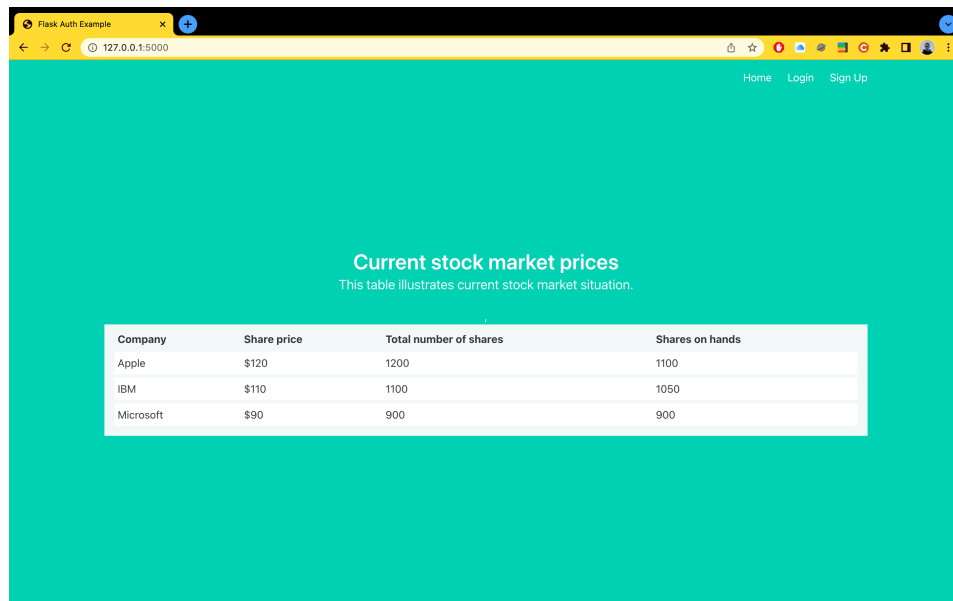 Flask Auth Example
127.0.0.1:5000
Home Login Sign Up
Current stock market prices
This table illustrates current stock market situation.
,
Company Share price Total number of shares Shares on hands
Apple $120 1200 1100
IBM $110 1100 1050
Microsoft $90 900 900